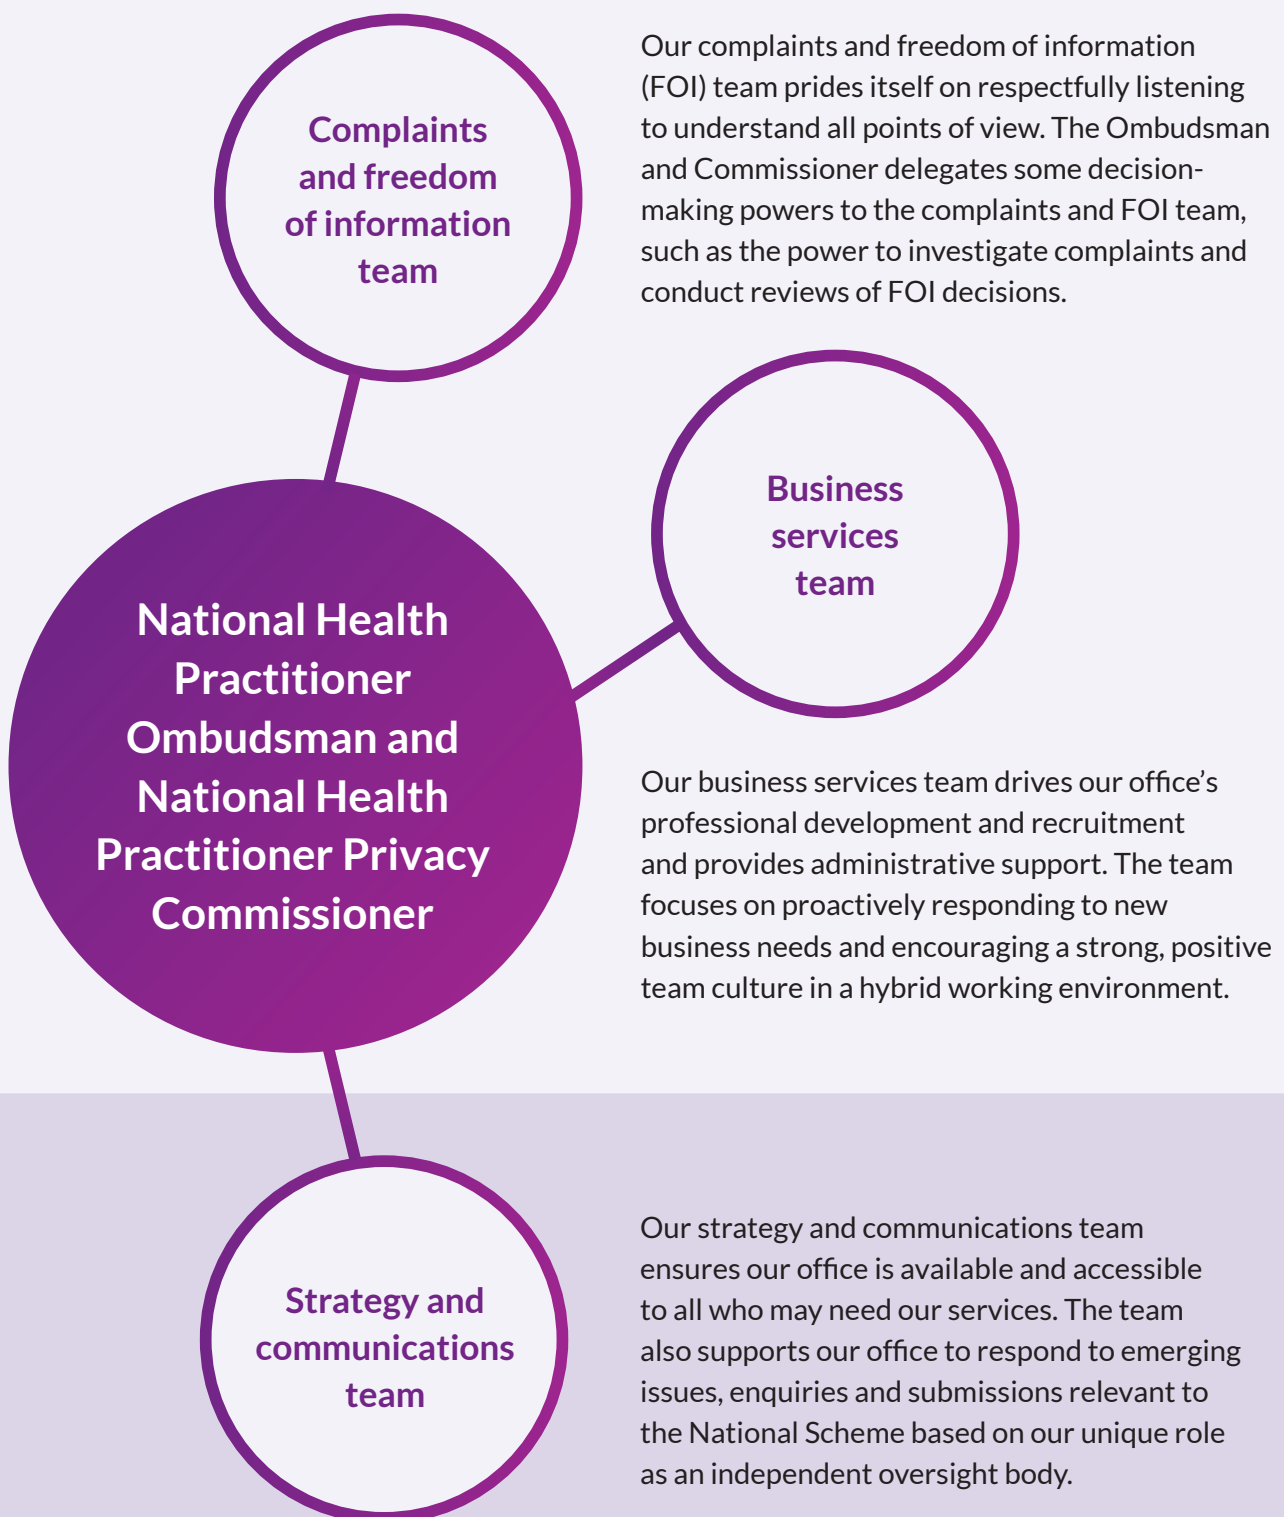 Complaints
and freedom
of information
team
Our complaints and freedom of information
(FOI) team prides itself on respectfully listening
to understand all points of view. The Ombudsman
and Commissioner delegates some decision-
making powers to the complaints and FOI team,
such as the power to investigate complaints and
conduct reviews of FOI decisions.
Business
services
team
National Health
Practitioner
Ombudsman and
National Health
Practitioner Privacy
Commissioner
Our business services team drives our office’s
professional development and recruitment
and provides administrative support. The team
focuses on proactively responding to new
business needs and encouraging a strong, positive
team culture in a hybrid working environment.
Strategy and
communications
team
Our strategy and communications team
ensures our office is available and accessible
to all who may need our services. The team
also supports our office to respond to emerging
issues, enquiries and submissions relevant to
the National Scheme based on our unique role
as an independent oversight body.